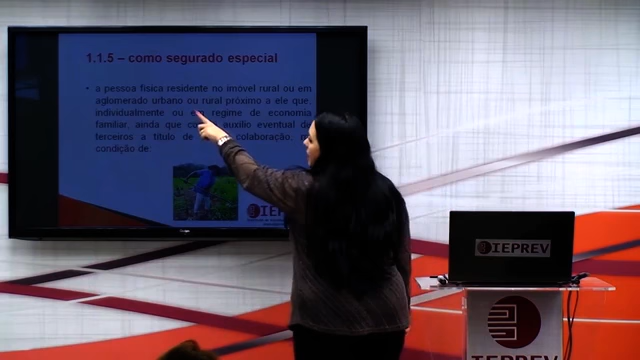 1.1.5 – como segurado especial
• a pessoa física residente no imóvel rural ou em
aglomerado urbano ou rural próximo a ele que,
individualmente ou regime de economia
familiar, ainda que auxílio eventual de
terceiros a título de colaboração, na
condição de:
IEPREV
IEPREV